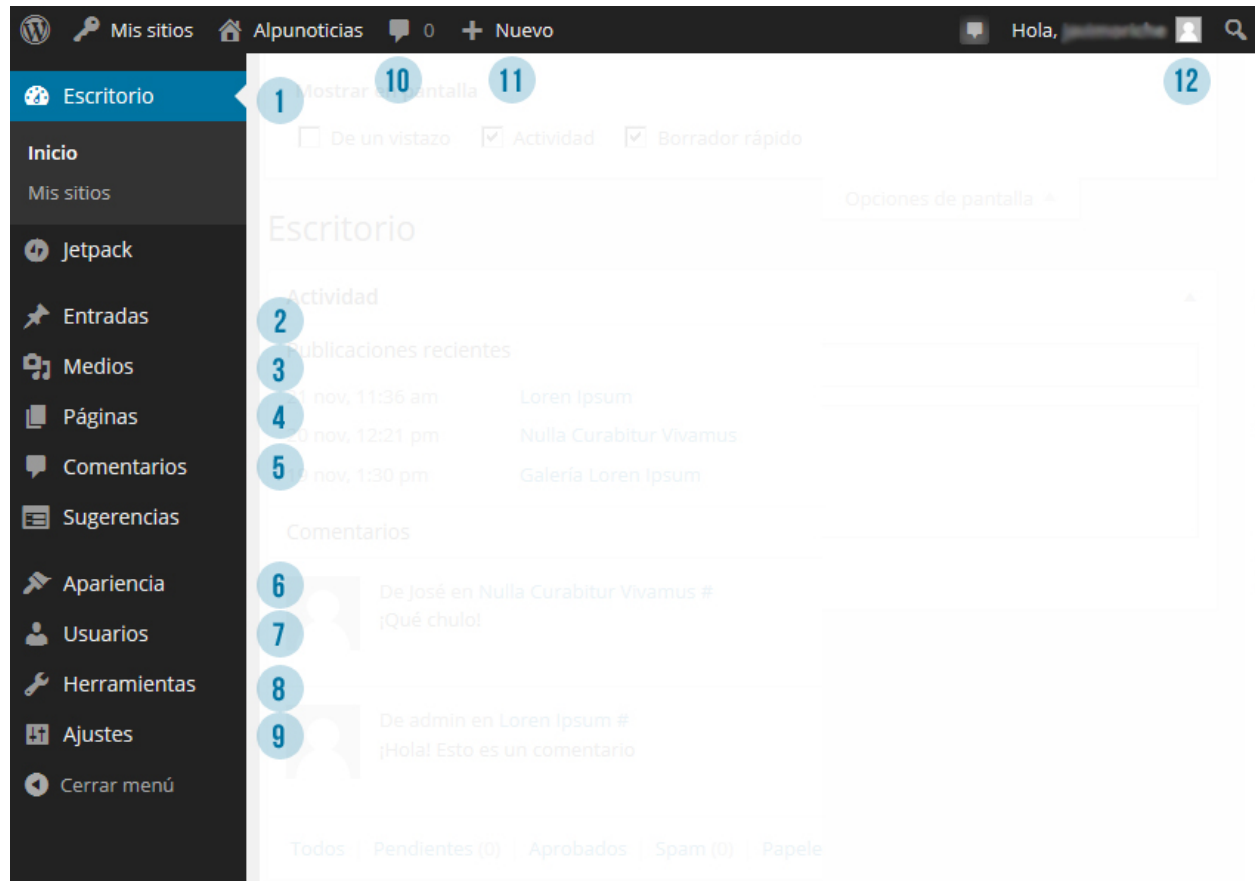 Mis sitios Alpunoticias 0 Nuevo Hola,
10 11 12
Escritorio 1 Mostrar en pantalla
De un vistazo Actividad Borrador rápido
Inicio
Mis sitios
Opciones de pantalla
Escritorio
Jetpack
Actividad
Entradas 2
Publicaciones recientes
Medios 3
21 nov, 11:36 am Loren Ipsum
Páginas 4
20 nov, 12:21 pm Nulla Curabitur Vivamus
Comentarios 5
19 nov, 1:30 pm Galería Loren Ipsum
Sugerencias
Comentarios
Apariencia 6
De José en Nulla Curabitur Vivamus #
¡Qué chulo!
Usuarios 7
Herramientas 8
De admin en Loren Ipsum #
Ajustes 9
¡Hola! Esto es un comentario
Cerrar menú
Todos | Pendientes (0) | Aprobados | Spam (0) | Papele